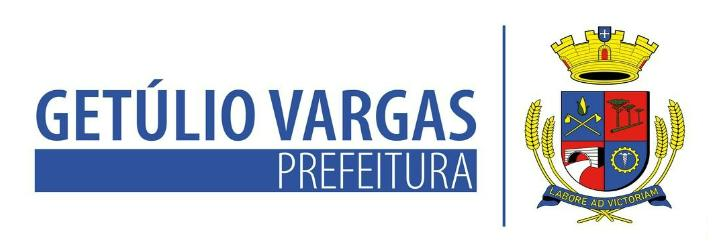 GETÚLIO VARGAS
PREFEITURA
LABORE AD VICTORIAM